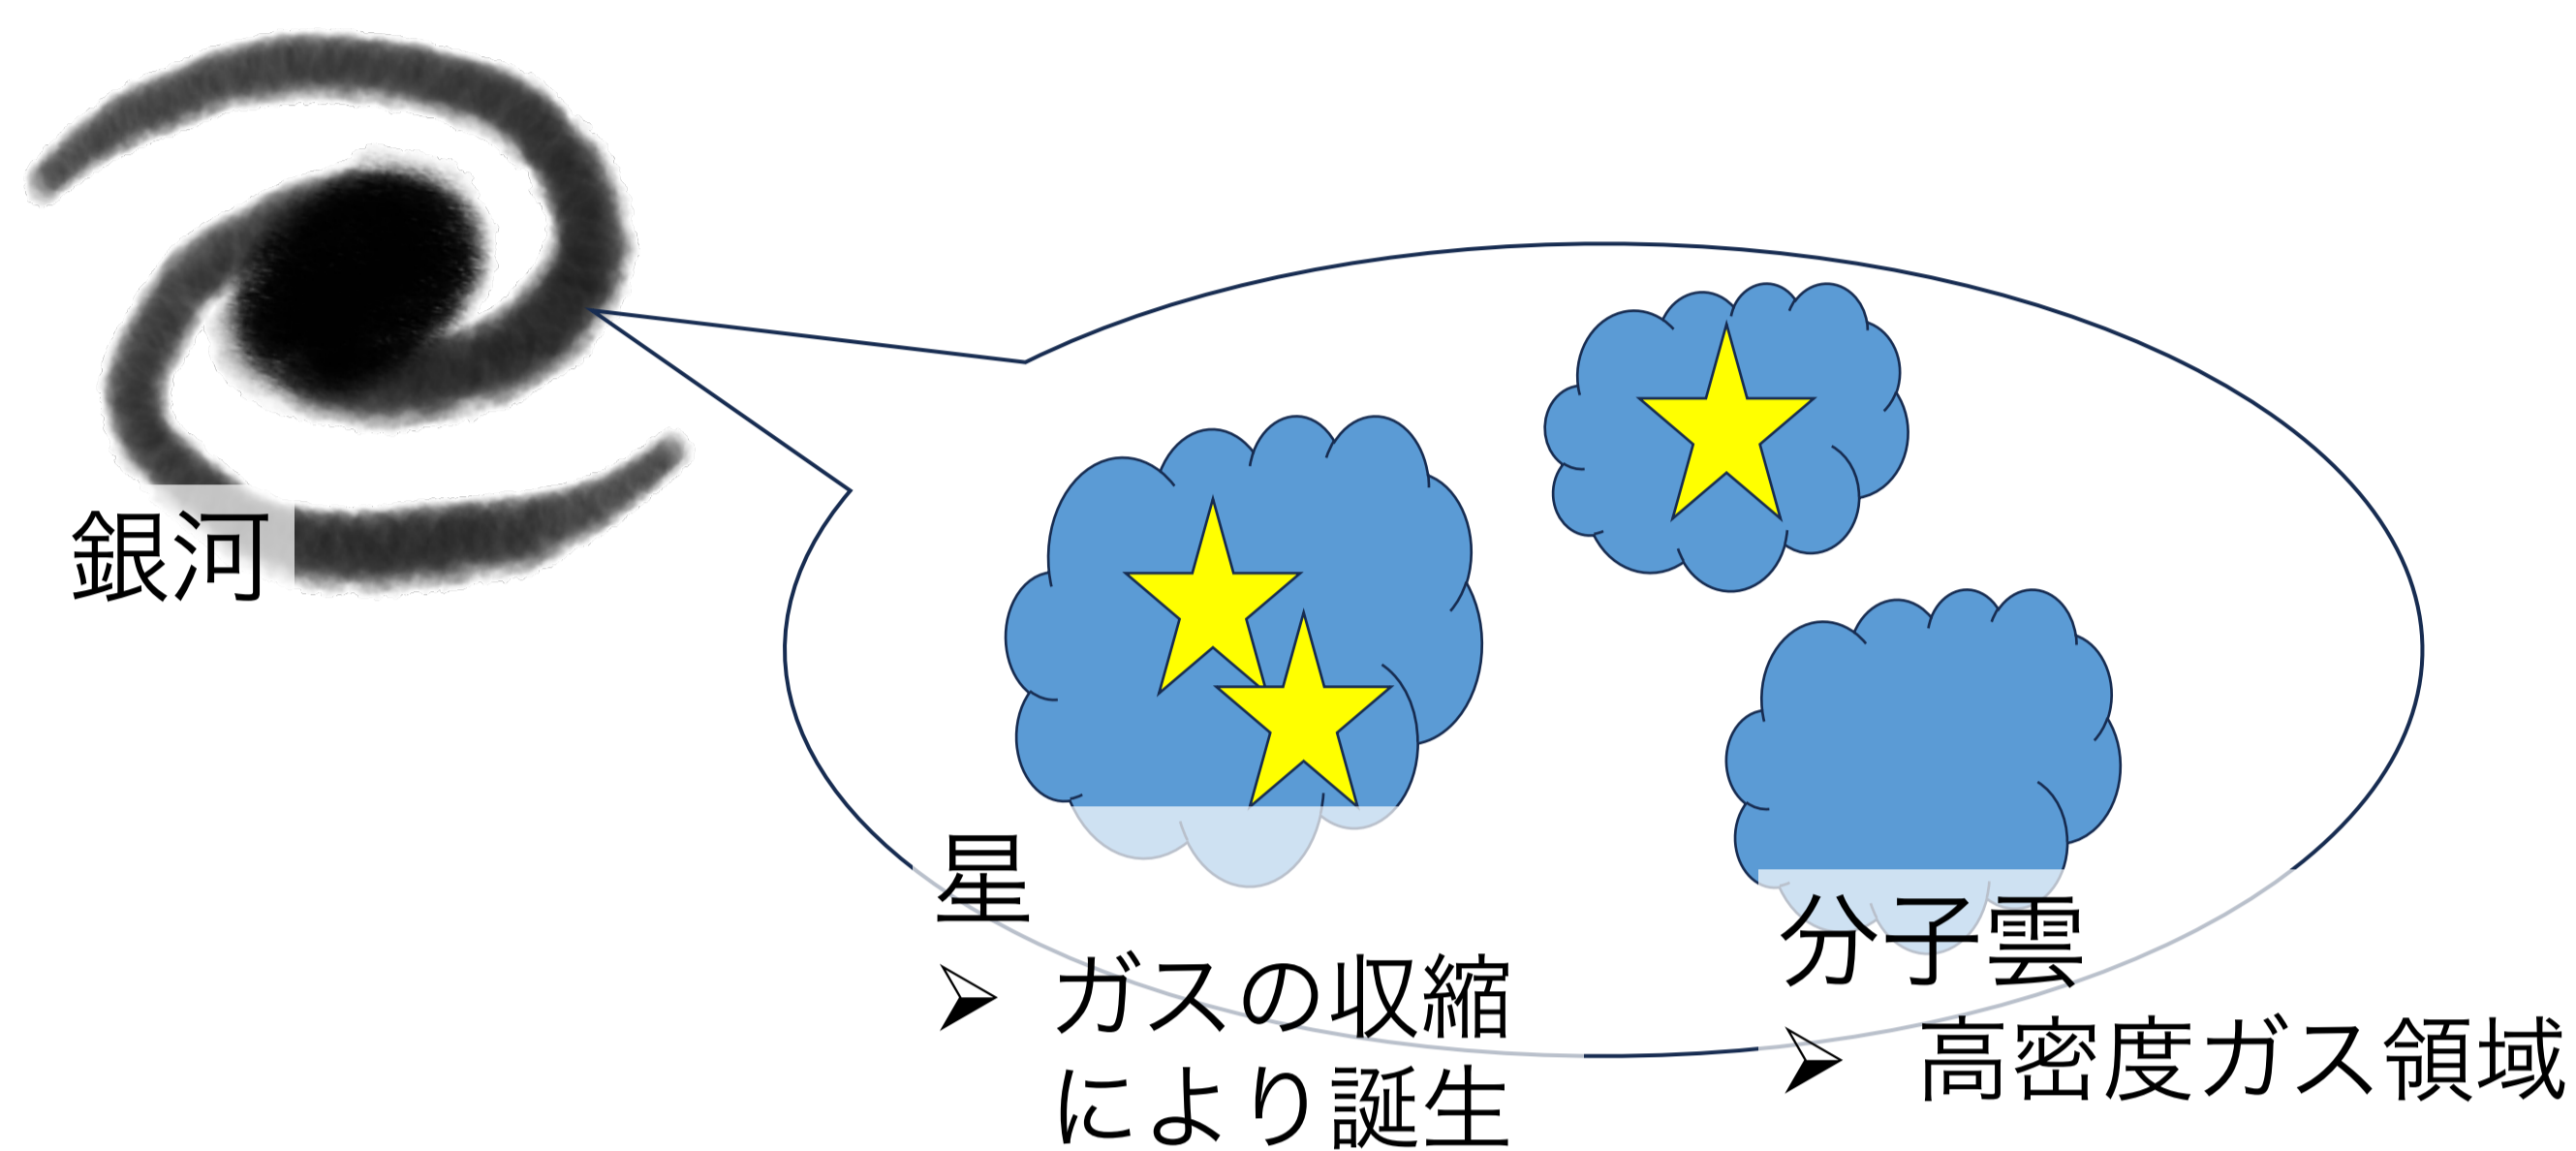 銀河
星
➢ ガスの収縮
により誕生
分子雲
➢ 高密度ガス領域